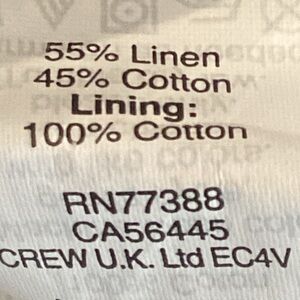 55% Linen
45% Cotton
Lining:
100% Cotton
RN77388
CA56445
CREW U.K. Ltd EC4V